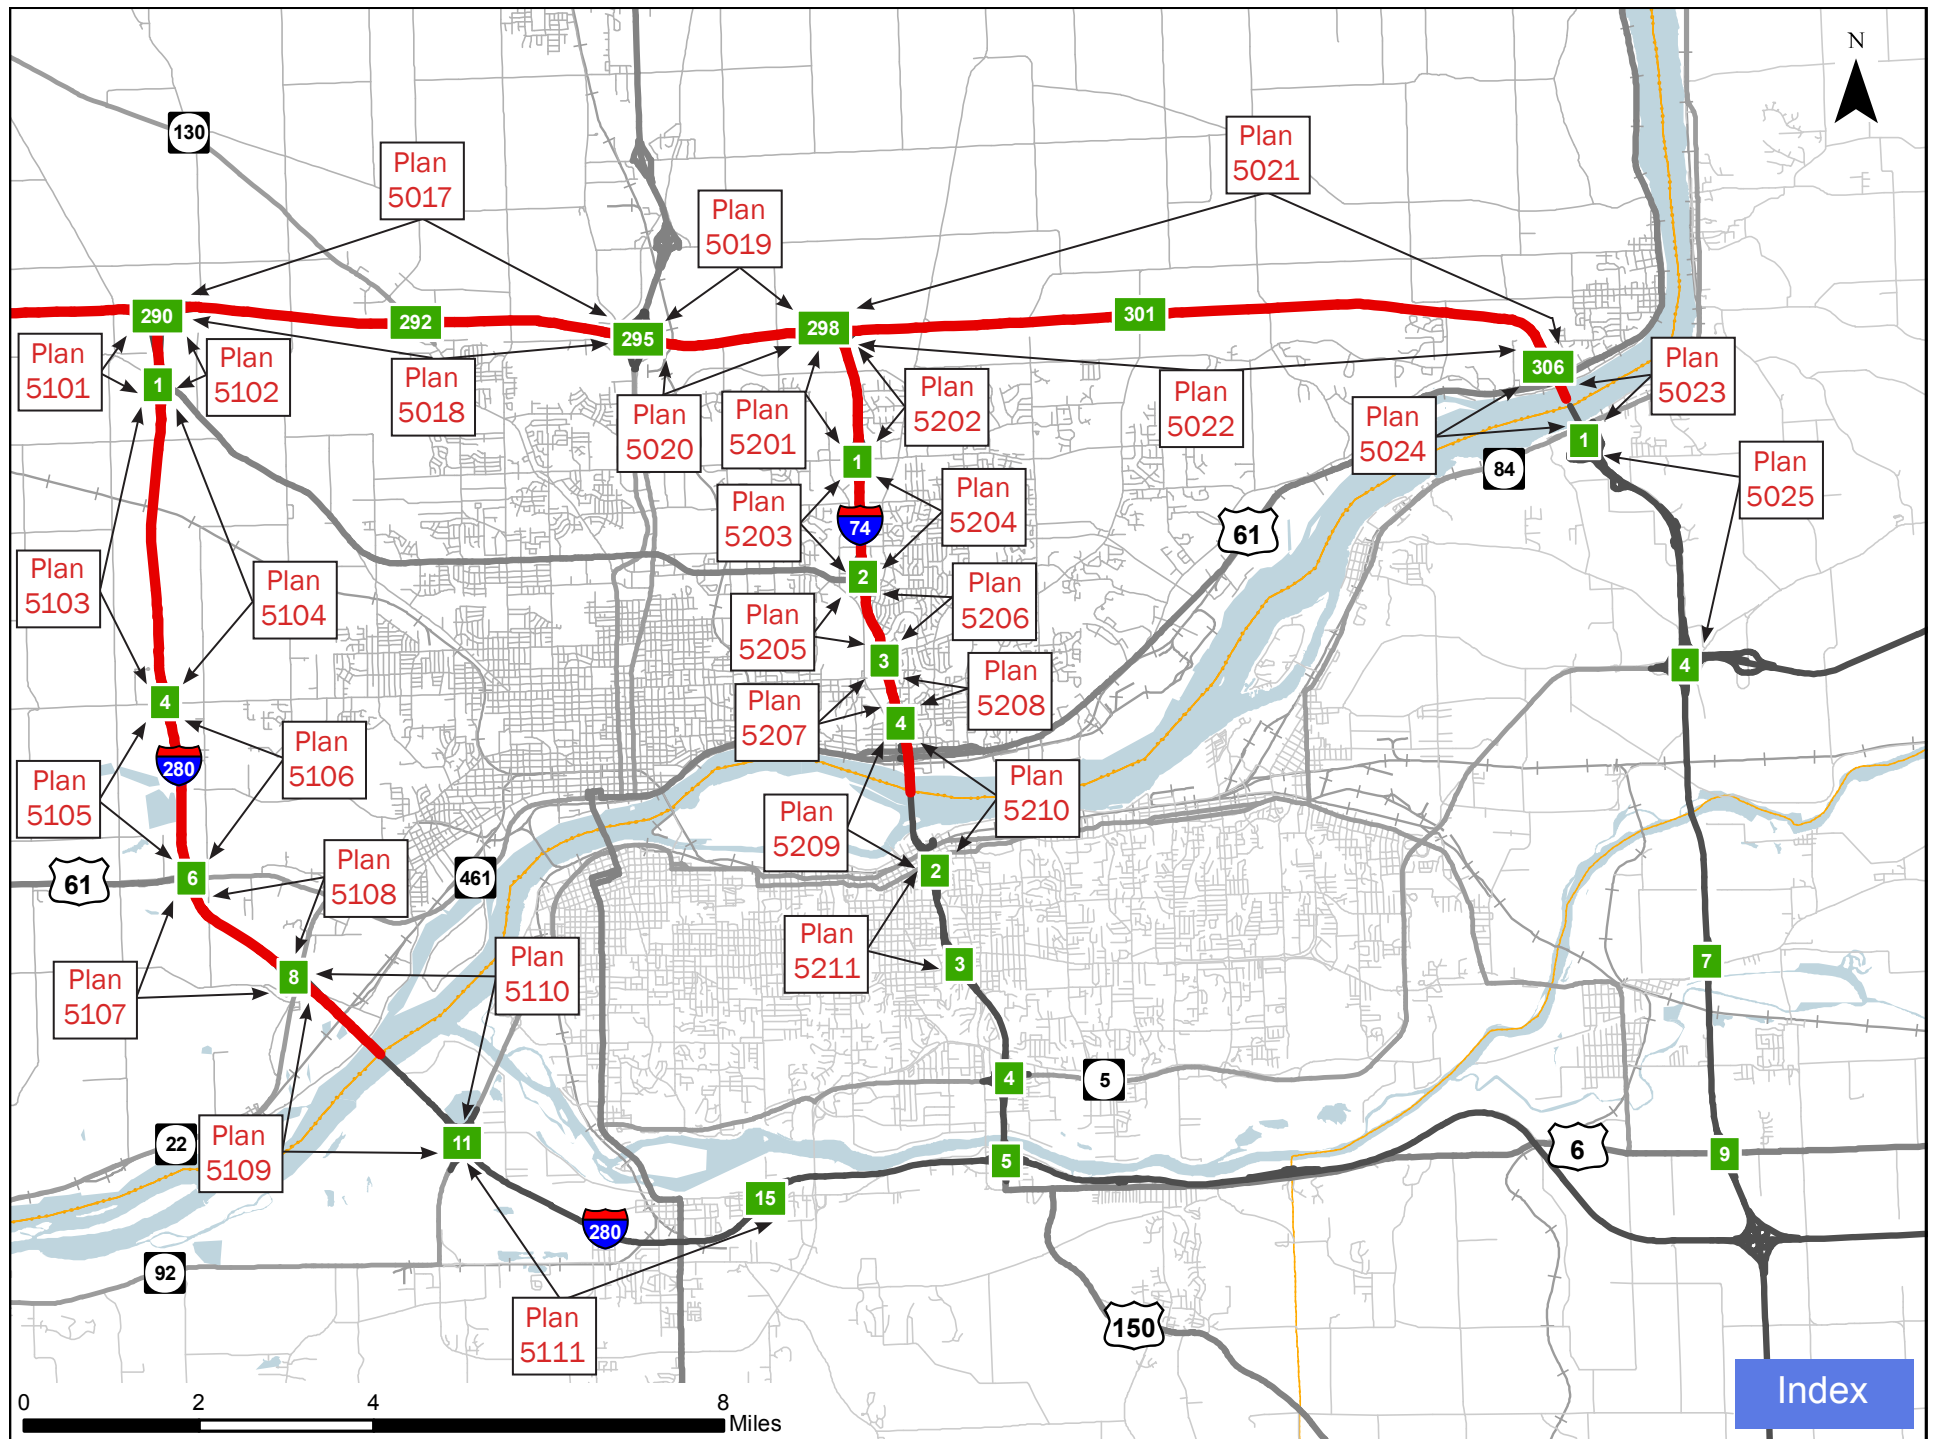 N
130
Plan
5017
Plan
5019
Plan
5021
290
292
295
298
301
306
Plan
5101
1
Plan
5102
Plan
5018
Plan
5020
Plan
5201
Plan
5202
Plan
5022
Plan
5024
Plan
5023
1
1
84
Plan
5025
Plan
5203
74
Plan
5204
61
Plan
5103
Plan
5104
2
Plan
5205
Plan
5206
3
4
4
Plan
5207
Plan
5208
4
280
Plan
5105
Plan
5106
Plan
5209
Plan
5210
61
6
Plan
5108
461
2
Plan
5107
8
Plan
5110
Plan
5211
3
7
4
5
22
Plan
5109
11
5
6
9
15
280
92
Plan
5111
150
Index
0 2 4 8
Miles